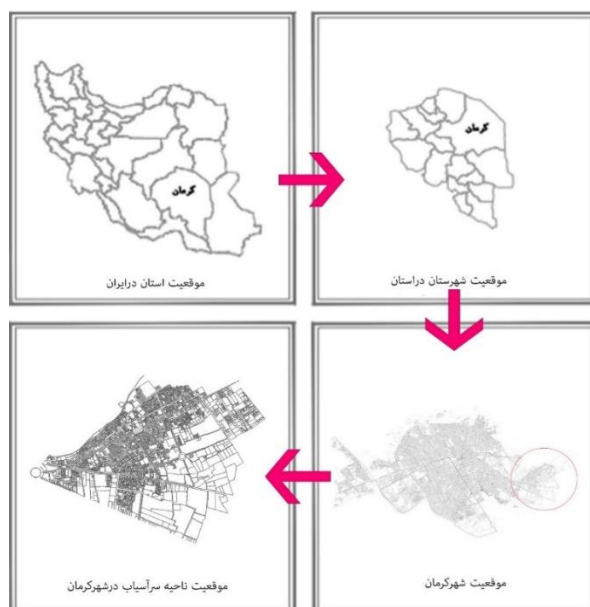 کرمان
موقعیت استان درایران
کرمان
موقعیت شهرستان دراستان
موقعیت شهرکرمان
موقعیت ناحیه سرآسیاب درشهرکرمان